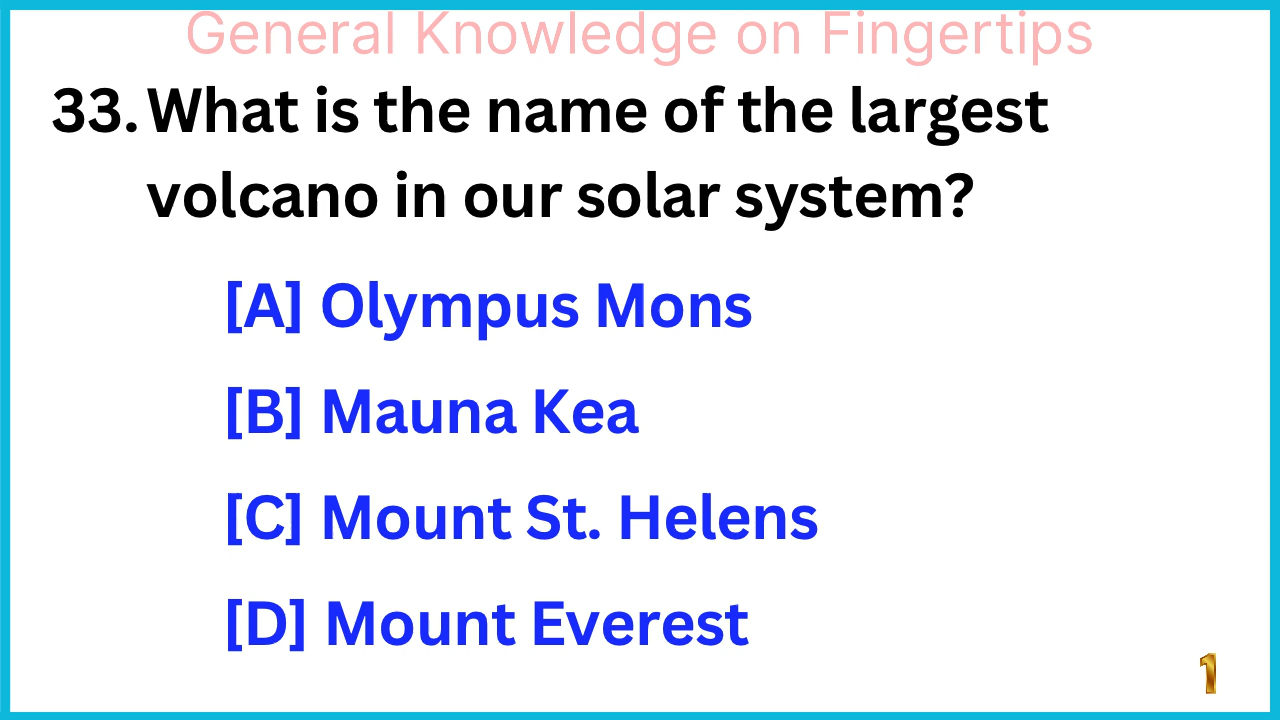 General Knowledge on Fingertips
33. What is the name of the largest
volcano in our solar system?
[A] Olympus Mons
[B] Mauna Kea
[C] Mount St. Helens
[D] Mount Everest
1